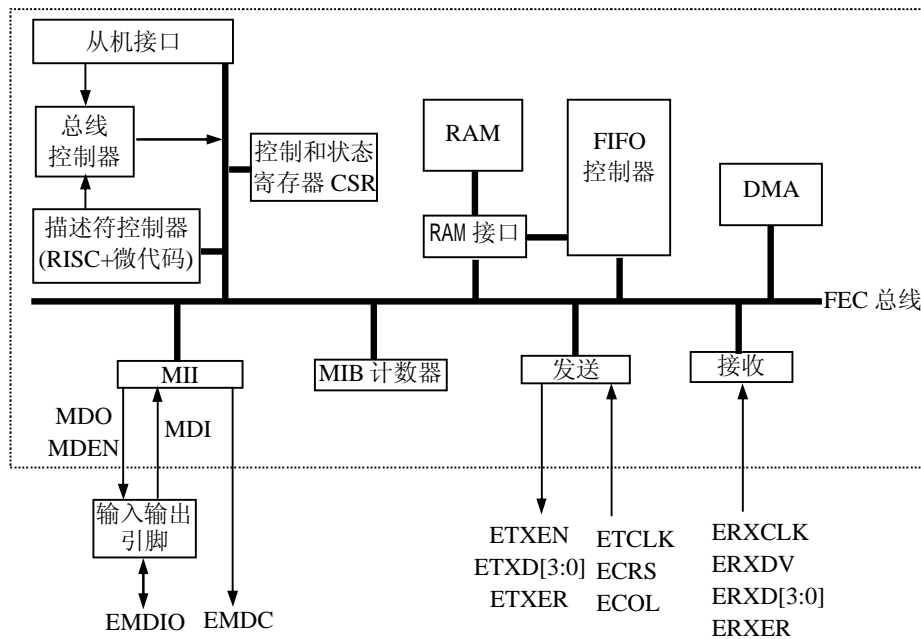 从机接口
总线
控制器
控制和状态
寄存器 CSR
描述符控制器
(RISC+微代码)
RAM
FIFO
控制器
RAM 接口
DMA
FEC 总线
MII
MIB 计数器
发送
接收
MDO
MDEN
MDI
输入输出
引脚
EMDIO
EMDC
ETXEN
ETXD[3:0]
ETXER
ETCLK
ECRS
ECOL
ERXCLK
ERXDV
ERXD[3:0]
ERXER